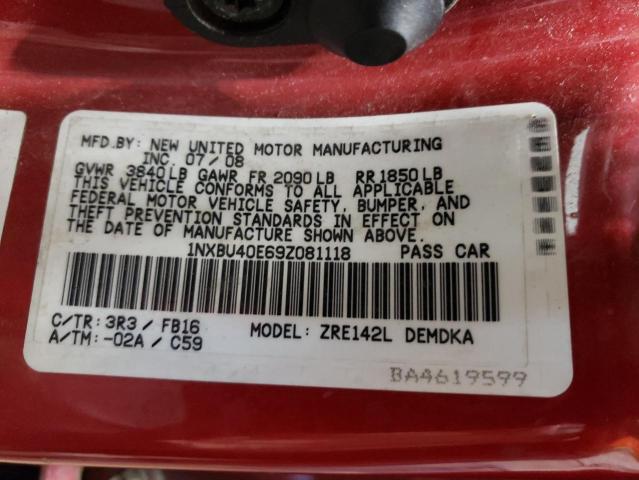 MFD.BY: NEW UNITED MOTOR MANUFACTURING
INC. 07/08
GVWR 3840LB GAWR FR 2090LB RR1850LB
THIS VEHICLE CONFORMS TO ALL APPLICABLE
FEDERAL MOTOR VEHICLE SAFETY, BUMPER, AND
THEFT PREVENTION STANDARDS IN EFFECT ON
THE DATE OF MANUFACTURE SHOWN ABOVE.
1NXBU40E69Z081118 PASS CAR
C/TR: 3R3 / FB16 MODEL: ZRE142L DEMDKA
A/TM: -02A / C59
BA4619599